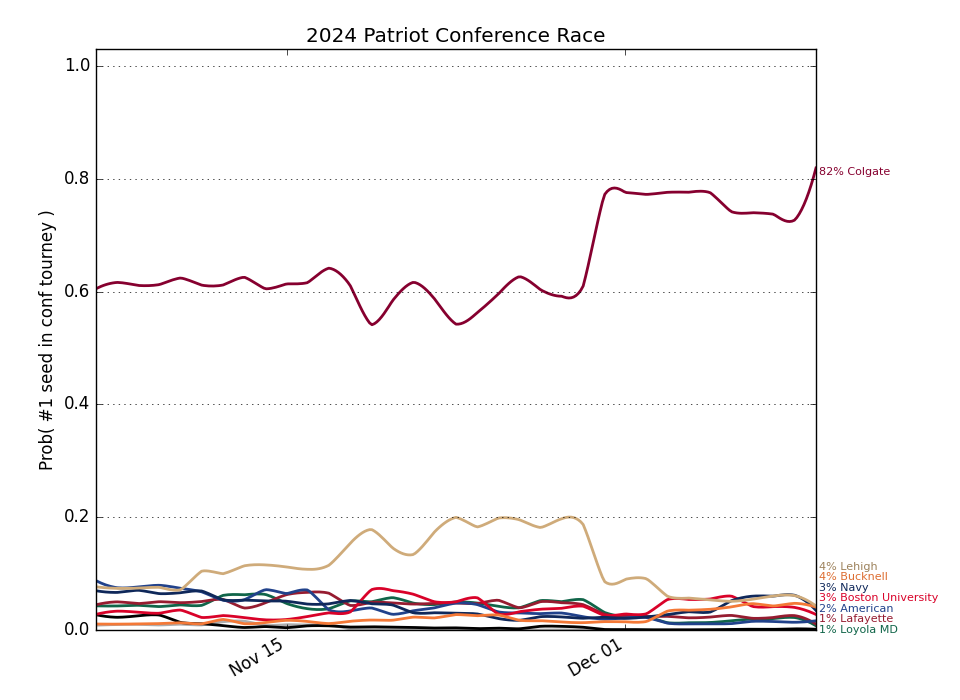 2024 Patriot Conference Race
Prob( #1 seed in conf tourney )
1.0
0.8
0.6
0.4
0.2
0.0
Nov 15
Dec 01
82% Colgate
4% Lehigh
4% Bucknell
3% Navy
3% Boston University
2% American
1% Lafayette
1% Loyola MD